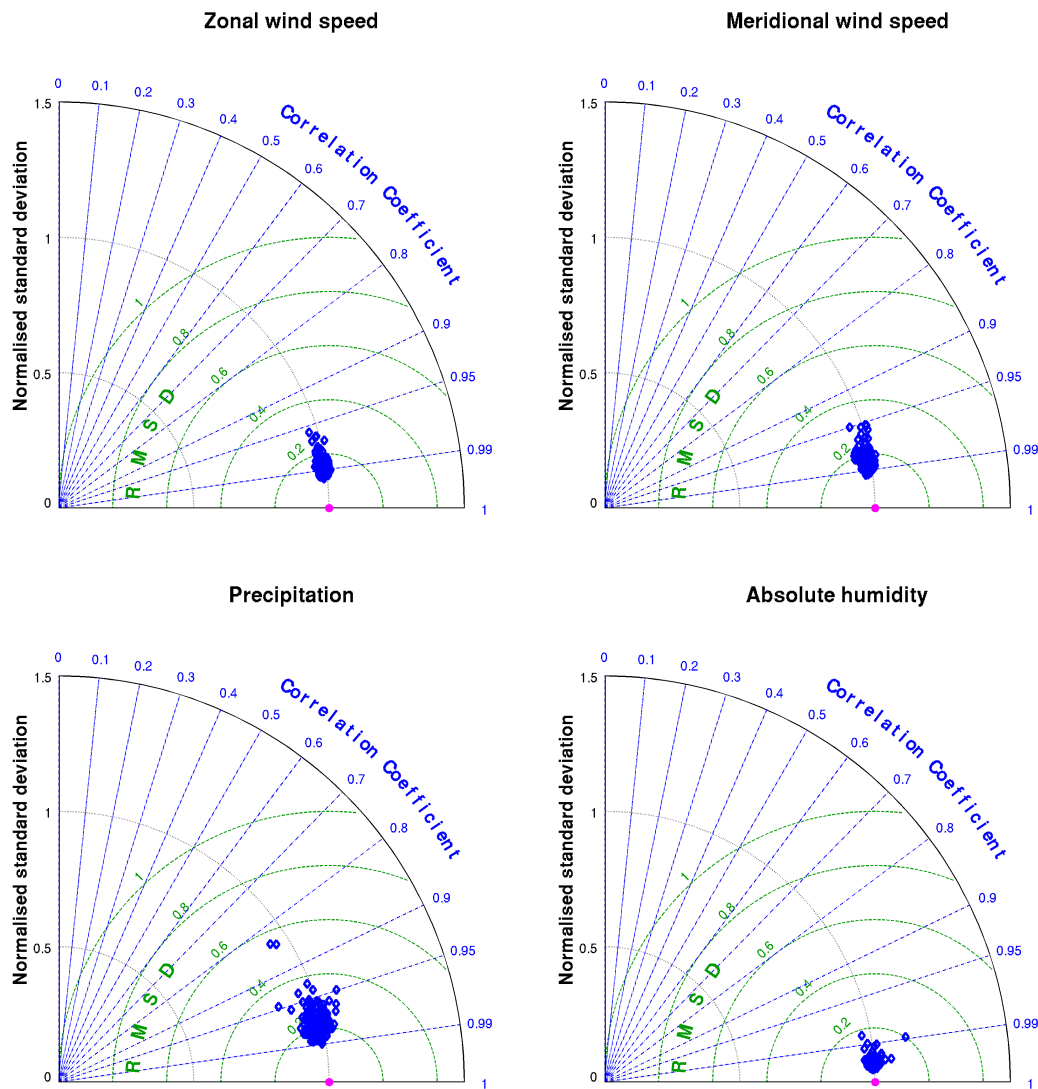 Zonal wind speed
Normalised standard deviation
1.5
1
0.5
0
0 0.1 0.2 0.3 0.4 0.5 0.6 0.7 0.8 0.9 0.95 0.99 1
Correlation Coefficient
1 0.8 0.6 0.4 0.2
RMSD
Meridional wind speed
Normalised standard deviation
1.5
1
0.5
0
0 0.1 0.2 0.3 0.4 0.5 0.6 0.7 0.8 0.9 0.95 0.99 1
Correlation Coefficient
1 0.8 0.6 0.4 0.2
RMSD
Precipitation
Normalised standard deviation
1.5
1
0.5
0
0 0.1 0.2 0.3 0.4 0.5 0.6 0.7 0.8 0.9 0.95 0.99 1
Correlation Coefficient
1 0.8 0.6 0.4
RMSD
Absolute humidity
Normalised standard deviation
1.5
1
0.5
0
0 0.1 0.2 0.3 0.4 0.5 0.6 0.7 0.8 0.9 0.95 0.99 1
Correlation Coefficient
1 0.8 0.6 0.4 0.2
RMSD